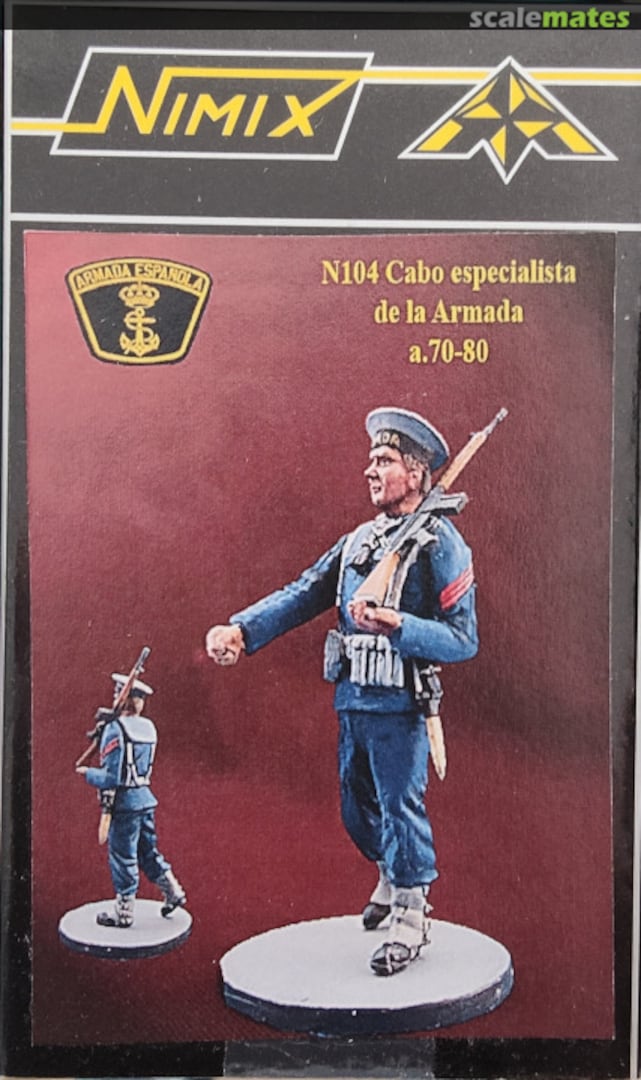 scalemates
NIMIX
ARMADA ESPAÑOLA
N104 Cabo especialista
de la Armada
a.70-80